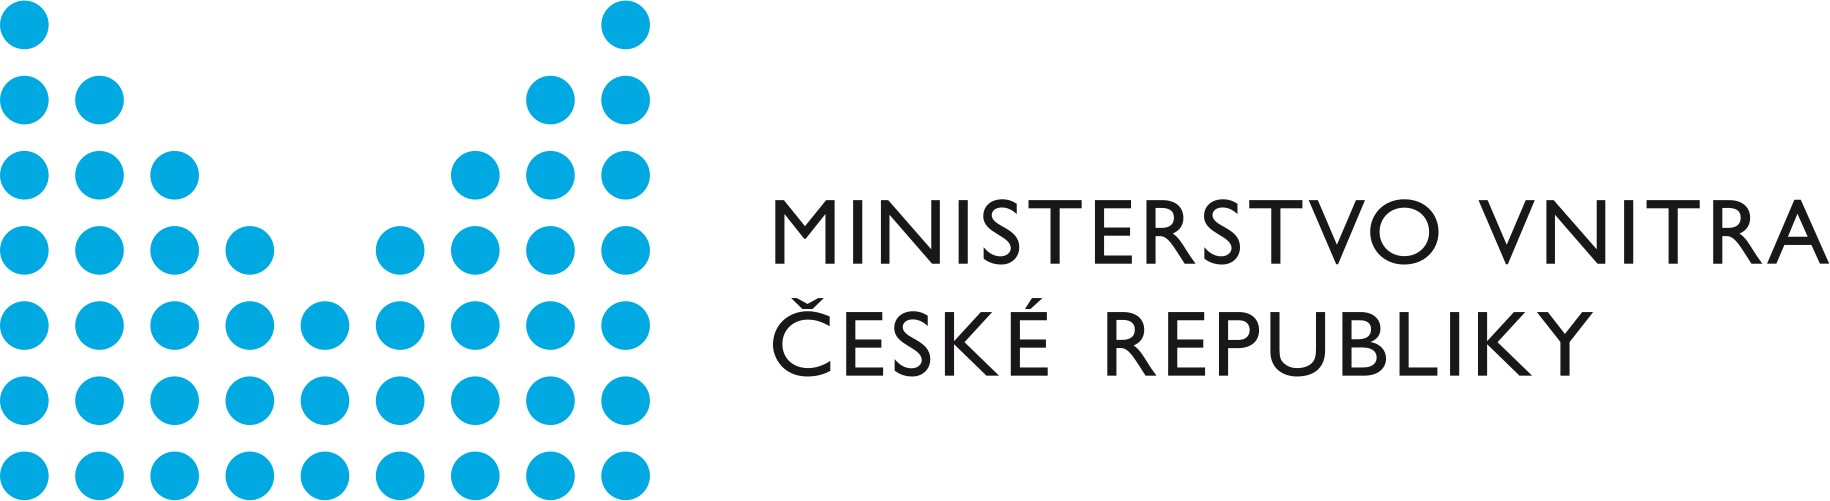 MINISTERSTVO VNITRA
ČESKÉ REPUBLIKY